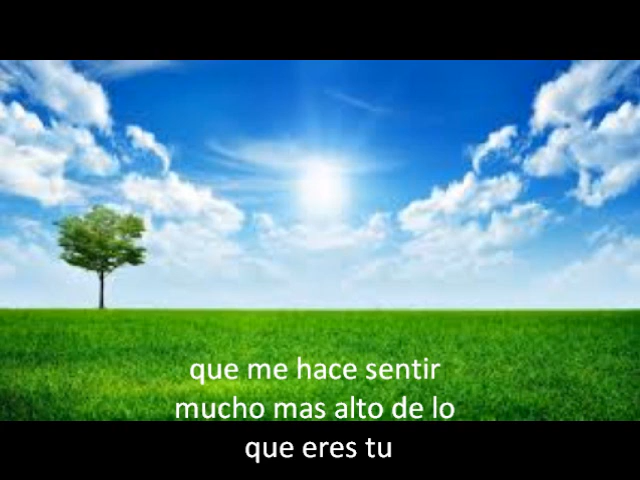 que me hace sentir
mucho mas alto de lo
que eres tu